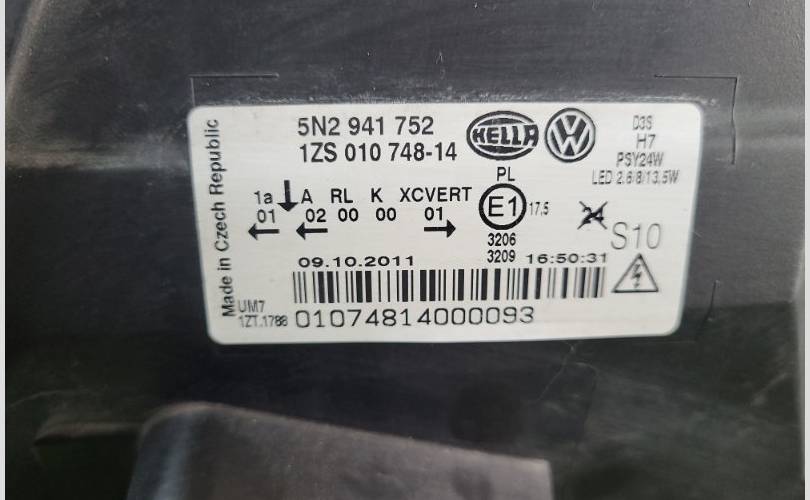 Made in Czech Republic
5N2 941 752
1ZS 010 748-14
HELLA
D3S
H7
PSY24W
LED 2.6/8/13,5W
PL
1a A RL K XCVERT
01 02 00 00 01
E1
17,5
24
S10
3206
3209
09.10.2011
16:50:31
UM7
1ZT.1788
01074814000093